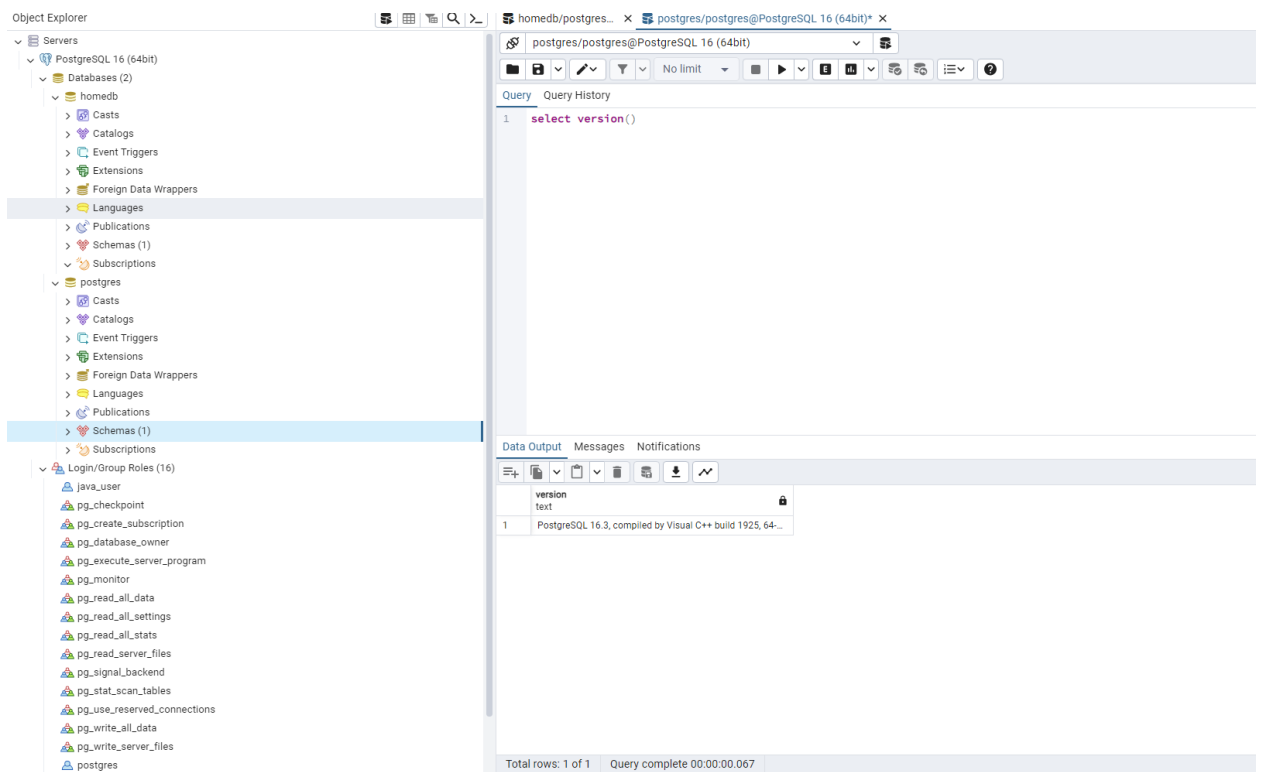 Object Explorer
Servers
PostgreSQL 16 (64bit)
Databases (2)
homedb
Casts
Catalogs
Event Triggers
Extensions
Foreign Data Wrappers
Languages
Publications
Schemas (1)
Subscriptions
postgres
Casts
Catalogs
Event Triggers
Extensions
Foreign Data Wrappers
Languages
Publications
Schemas (1)
Subscriptions
Login/Group Roles (16)
java_user
pg_checkpoint
pg_create_subscription
pg_database_owner
pg_execute_server_program
pg_monitor
pg_read_all_data
pg_read_all_settings
pg_read_all_stats
pg_read_server_files
pg_signal_backend
pg_stat_scan_tables
pg_use_reserved_connections
pg_write_all_data
pg_write_server_files
postgres
homedb/postgres... postgres/postgres@PostgreSQL 16 (64bit)*
postgres/postgres@PostgreSQL 16 (64bit)
No limit E
Query Query History
1 select version()
Data Output Messages Notifications
version
text
1 PostgreSQL 16.3, compiled by Visual C++ build 1925, 64-...
Total rows: 1 of 1 Query complete 00:00:00.067